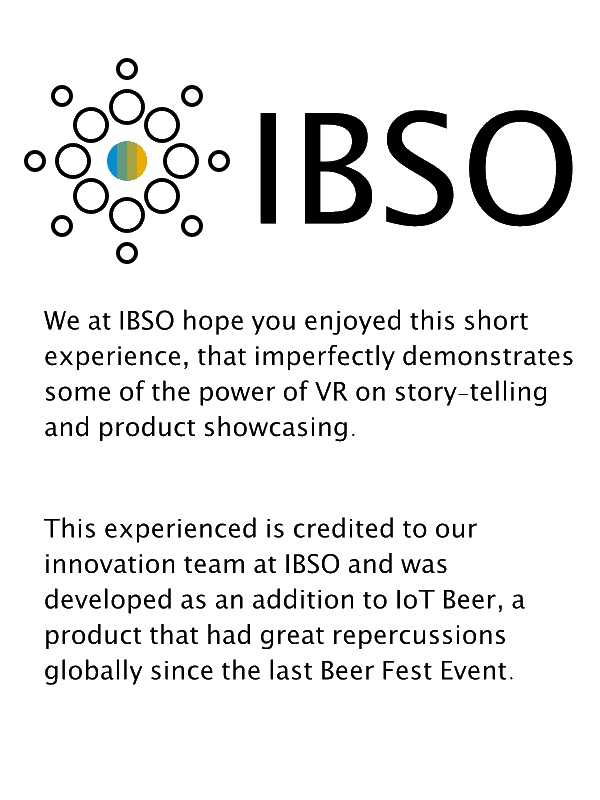 IBSO
We at IBSO hope you enjoyed this short
experience, that imperfectly demonstrates
some of the power of VR on story-telling
and product showcasing.
This experienced is credited to our
innovation team at IBSO and was
developed as an addition to IoT Beer, a
product that had great repercussions
globally since the last Beer Fest Event.